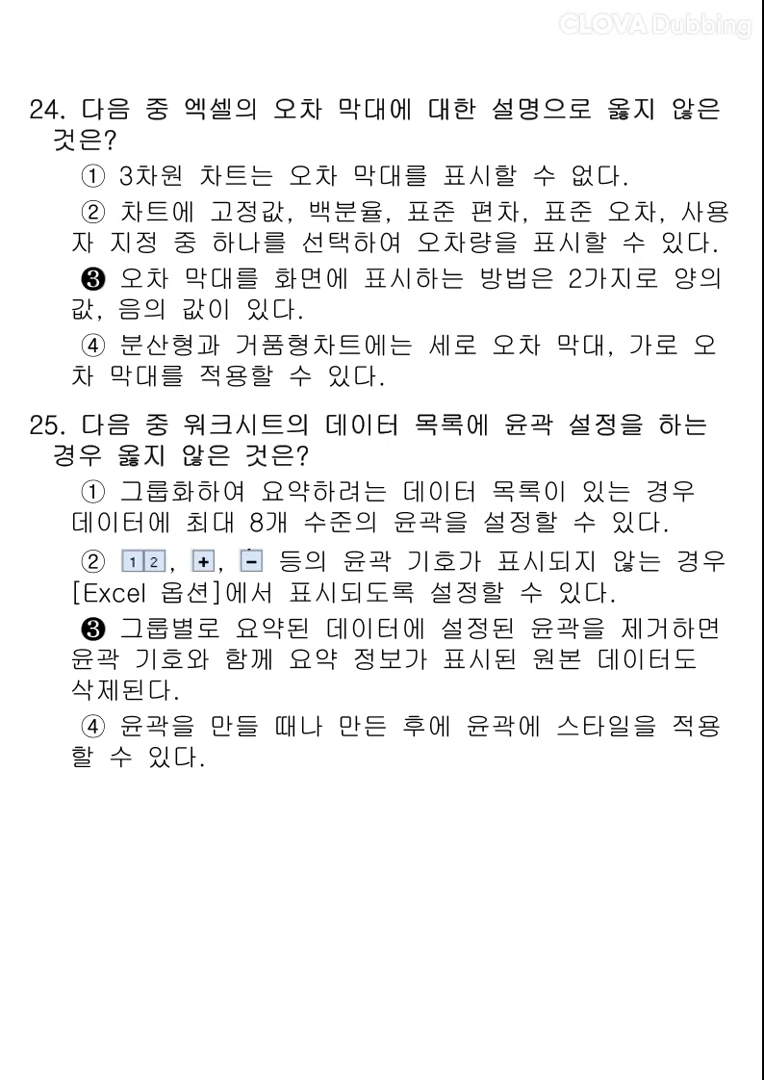 CLOVA Dubbing
24. 다음 중 엑셀의 오차 막대에 대한 설명으로 옳지 않은
것은?
① 3차원 차트는 오차 막대를 표시할 수 없다.
② 차트에 고정값, 백분율, 표준 편차, 표준 오차, 사용
자 지정 중 하나를 선택하여 오차량을 표시할 수 있다.
❸ 오차 막대를 화면에 표시하는 방법은 2가지로 양의
값, 음의 값이 있다.
④ 분산형과 거품형차트에는 세로 오차 막대, 가로 오
차 막대를 적용할 수 있다.
25. 다음 중 워크시트의 데이터 목록에 윤곽 설정을 하는
경우 옳지 않은 것은?
① 그룹화하여 요약하려는 데이터 목록이 있는 경우
데이터에 최대 8개 수준의 윤곽을 설정할 수 있다.
② 1 2, +, - 등의 윤곽 기호가 표시되지 않는 경우
[Excel 옵션]에서 표시되도록 설정할 수 있다.
❸ 그룹별로 요약된 데이터에 설정된 윤곽을 제거하면
윤곽 기호와 함께 요약 정보가 표시된 원본 데이터도
삭제된다.
④ 윤곽을 만들 때나 만든 후에 윤곽에 스타일을 적용
할 수 있다.